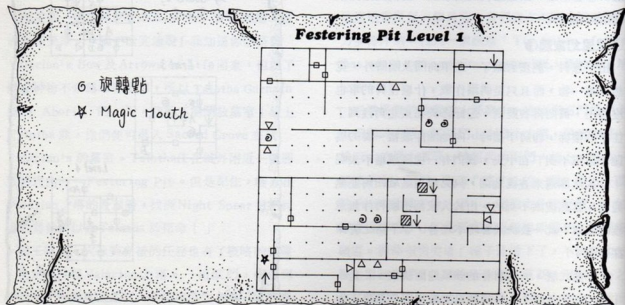 Festering Pit Level 1
旋轉點
: Magic Mouth